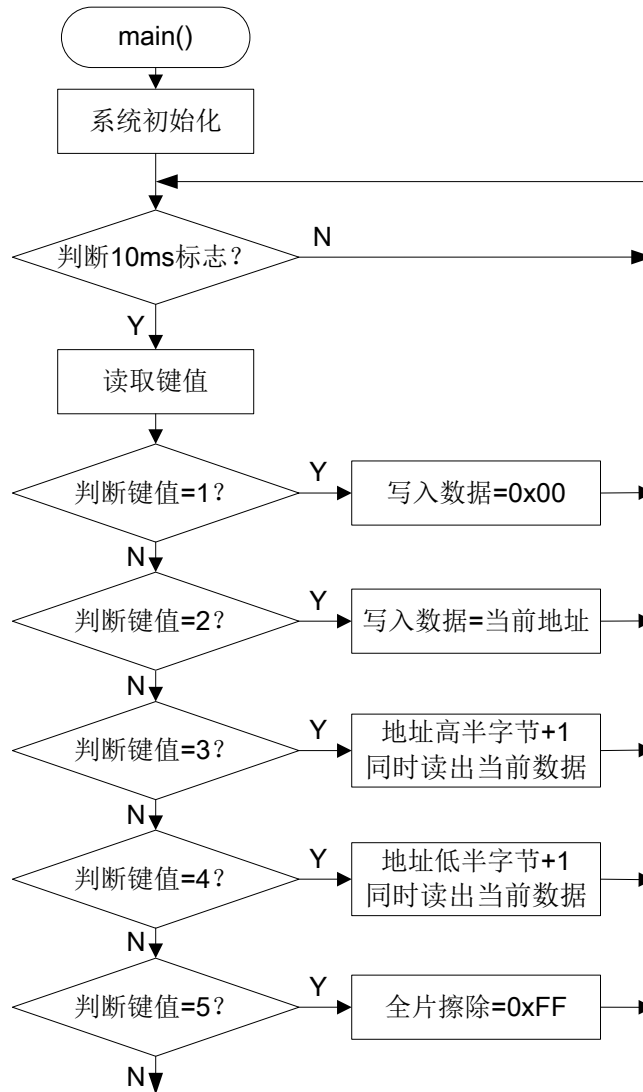 main()
系统初始化
判断10ms标志？
N
Y
读取键值
判断键值=1？
Y
写入数据=0x00
N
判断键值=2？
Y
写入数据=当前地址
N
判断键值=3？
Y
地址高半字节+1
同时读出当前数据
N
判断键值=4？
Y
地址低半字节+1
同时读出当前数据
N
判断键值=5？
Y
全片擦除=0xFF
N